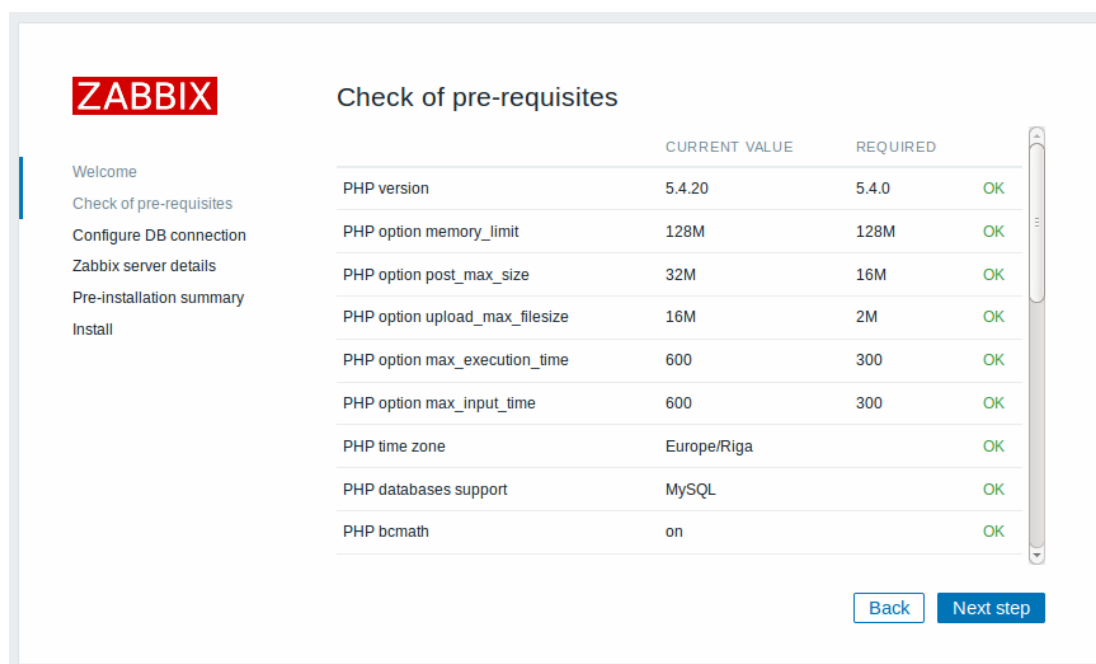 ZABBIX
Check of pre-requisites
Welcome
Check of pre-requisites
Configure DB connection
Zabbix server details
Pre-installation summary
Install
CURRENT VALUE REQUIRED
PHP version 5.4.20 5.4.0 OK
PHP option memory_limit 128M 128M OK
PHP option post_max_size 32M 16M OK
PHP option upload_max_filesize 16M 2M OK
PHP option max_execution_time 600 300 OK
PHP option max_input_time 600 300 OK
PHP time zone Europe/Riga OK
PHP databases support MySQL OK
PHP bcmath on OK
Back Next step